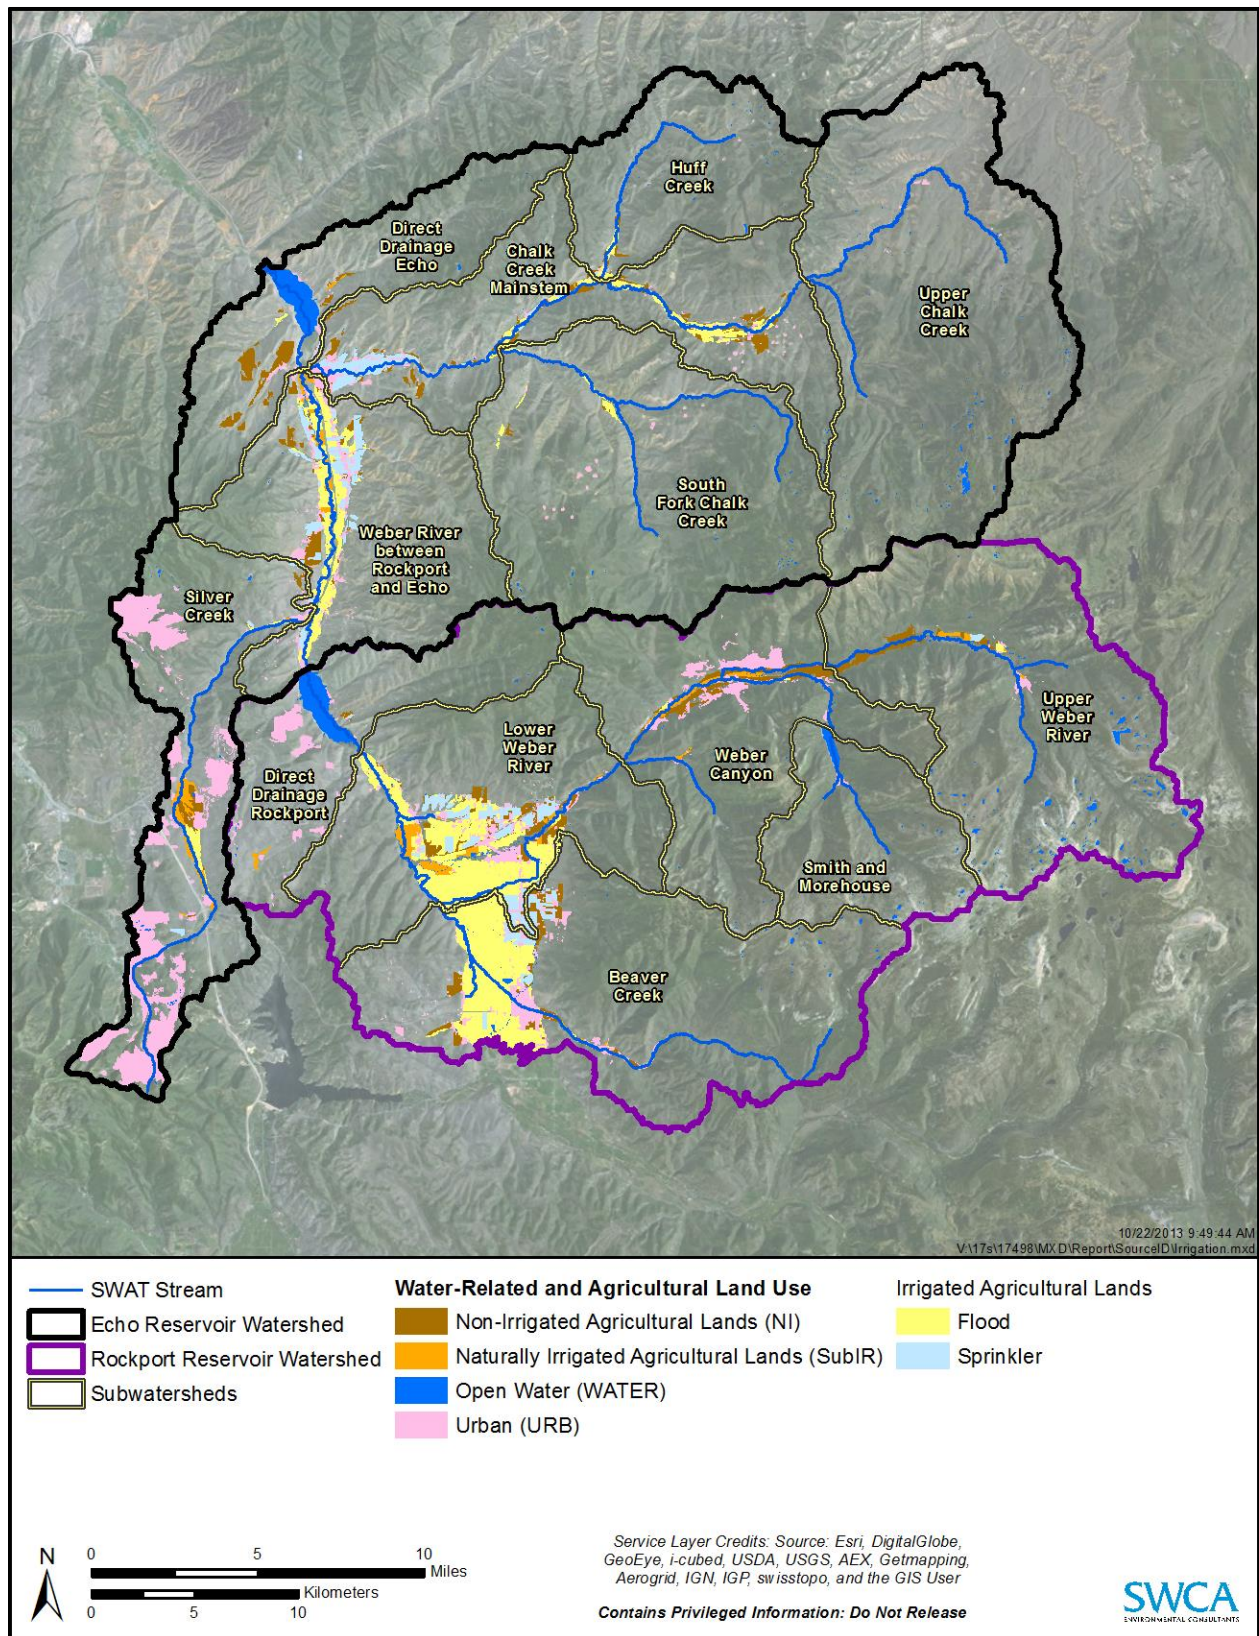 Huff
Creek
Direct
Drainage
Echo
Chalk
Creek
Mainstem
Upper
Chalk
Creek
South
Fork Chalk
Creek
Weber River
between
Rockport
and Echo
Silver
Creek
Upper
Weber
River
Lower
Weber
River
Weber
Canyon
Direct
Drainage
Rockport
Smith and
Morehouse
Beaver
Creek
10/22/2013 9:49:44 AM
V:\17s\17498\MXD\Report\SourceID\Irrigation.mxd
SWAT Stream
Echo Reservoir Watershed
Rockport Reservoir Watershed
Subwatersheds
Water-Related and Agricultural Land Use
Non-Irrigated Agricultural Lands (NI)
Naturally Irrigated Agricultural Lands (SubIR)
Open Water (WATER)
Urban (URB)
Irrigated Agricultural Lands
Flood
Sprinkler
N
0 5 10
Miles
Kilometers
0 5 10
Service Layer Credits: Source: Esri, DigitalGlobe,
GeoEye, i-cubed, USDA, USGS, AEX, Getmapping,
Aerogrid, IGN, IGP, swisstopo, and the GIS User
Contains Privileged Information: Do Not Release
SWCA
ENVIRONMENTAL CONSULTANTS